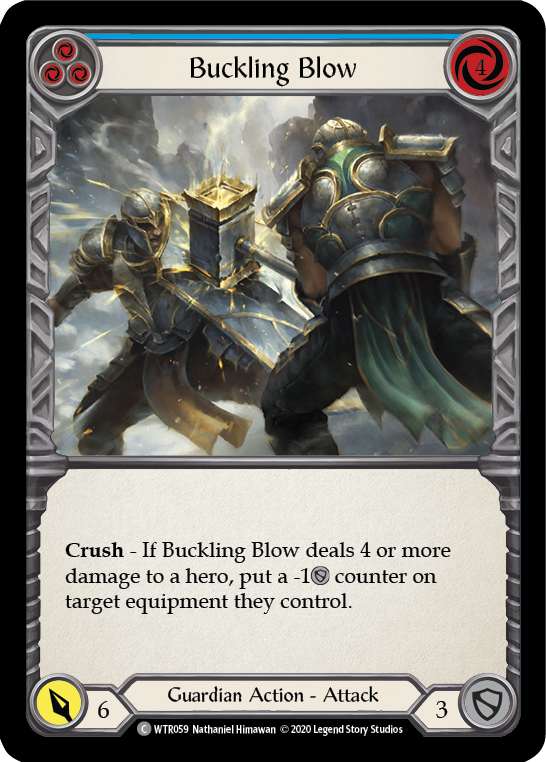 Buckling Blow
4
Crush - If Buckling Blow deals 4 or more
damage to a hero, put a -1 counter on
target equipment they control.
6
Guardian Action - Attack
3
C WTR059 Nathaniel Himawan © 2020 Legend Story Studios